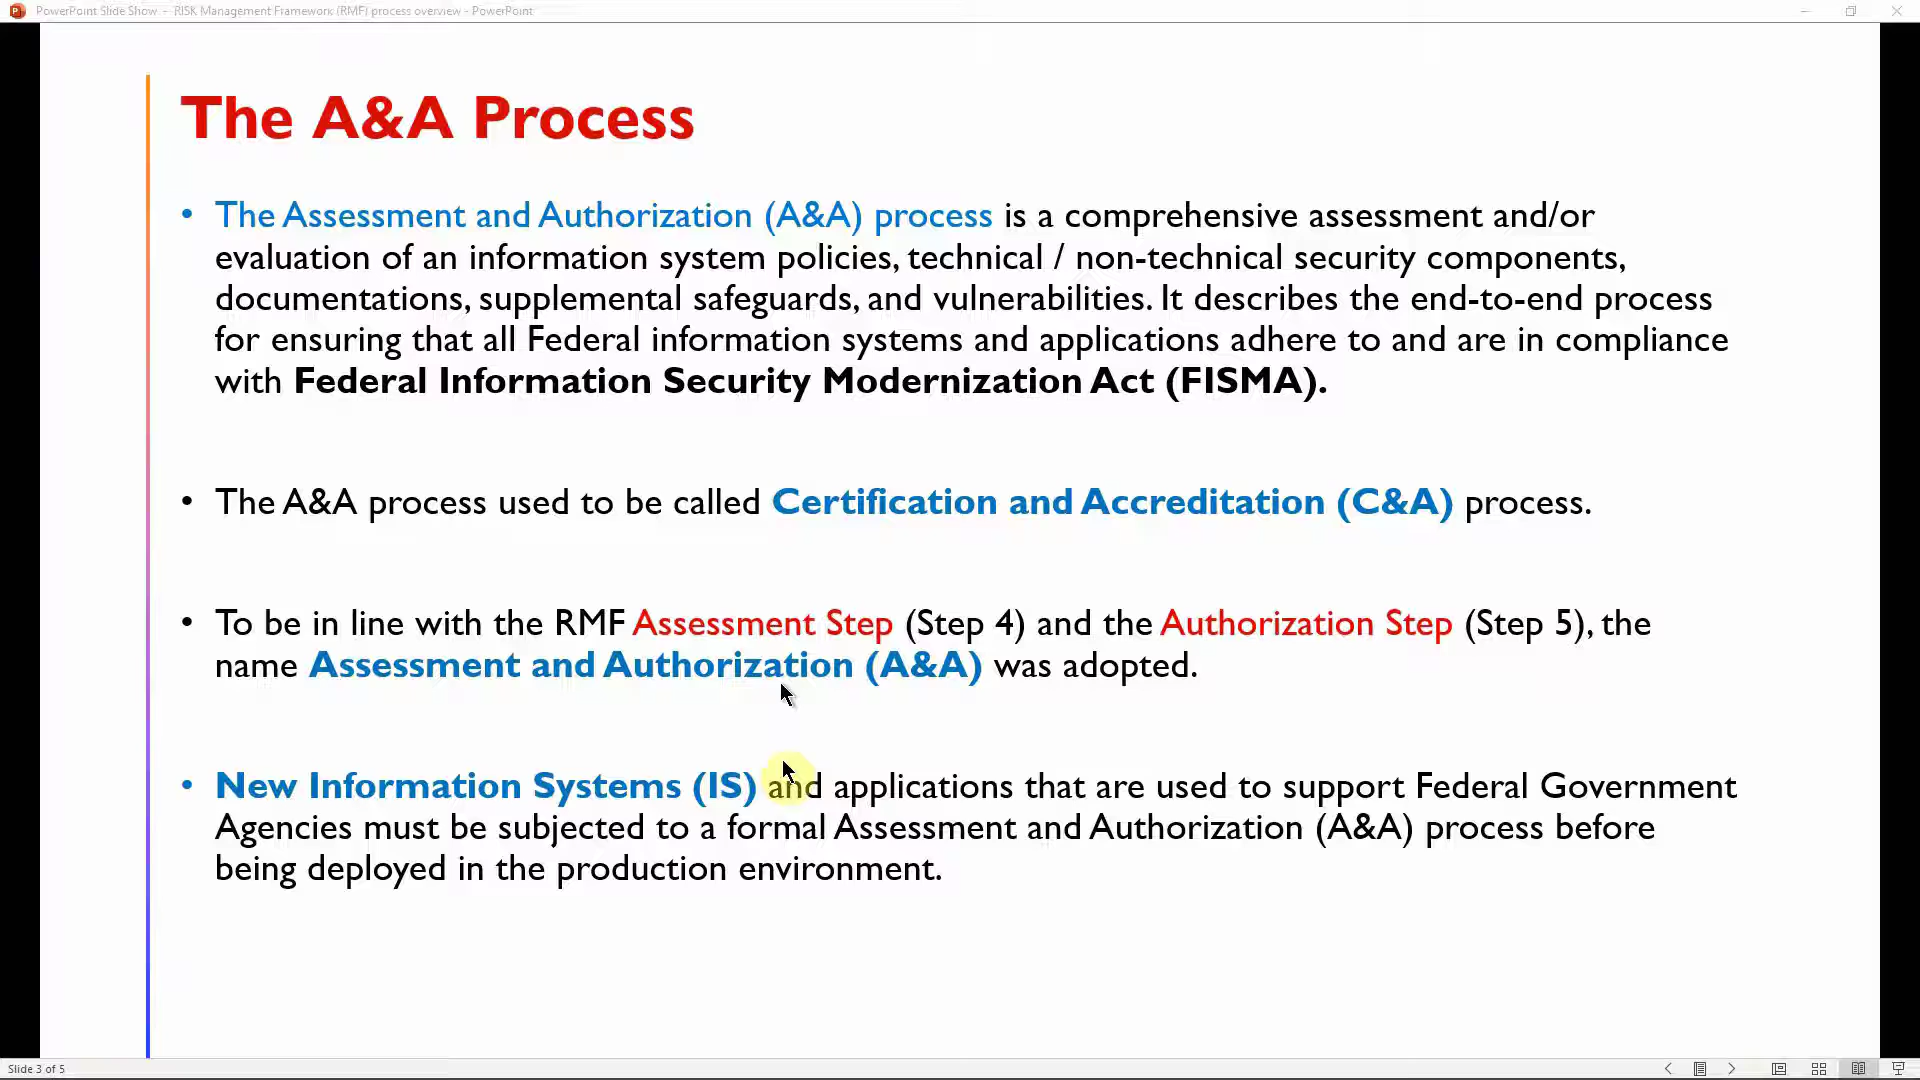 PowerPoint Slide Show - RISK Management Framework (RMF) process overview - PowerPoint
The A&A Process
• The Assessment and Authorization (A&A) process is a comprehensive assessment and/or
evaluation of an information system policies, technical / non-technical security components,
documentations, supplemental safeguards, and vulnerabilities. It describes the end-to-end process
for ensuring that all Federal information systems and applications adhere to and are in compliance
with Federal Information Security Modernization Act (FISMA).
• The A&A process used to be called Certification and Accreditation (C&A) process.
• To be in line with the RMF Assessment Step (Step 4) and the Authorization Step (Step 5), the
name Assessment and Authorization (A&A) was adopted.
• New Information Systems (IS) and applications that are used to support Federal Government
Agencies must be subjected to a formal Assessment and Authorization (A&A) process before
being deployed in the production environment.
Slide 3 of 5